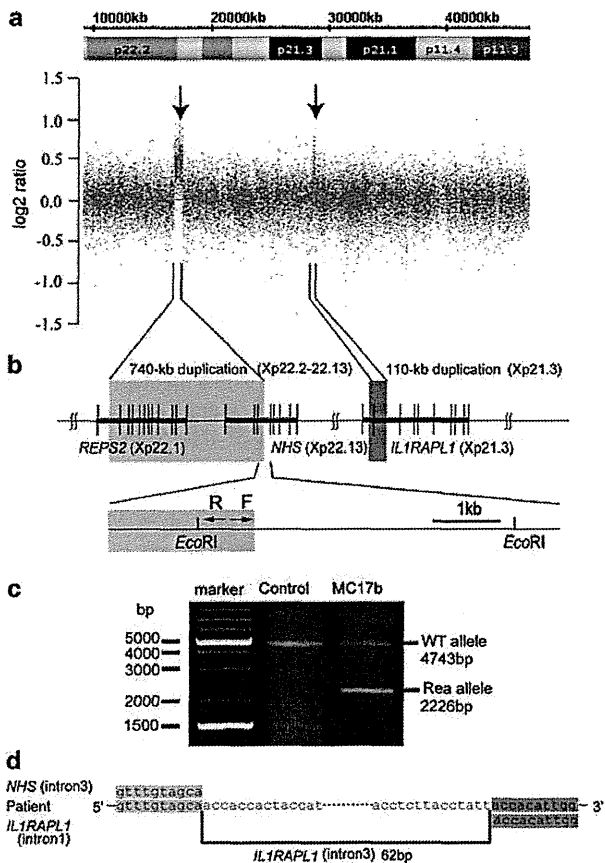 a
10000kb 20000kb 30000kb 40000kb
p22.2 p21.3 p21.1 p11.4 p11.3
1.5
1.0
0.5
0.0
-0.5
-1.0
-1.5
log2 ratio
b
740-kb duplication (Xp22.2-22.13) 110-kb duplication (Xp21.3)
REPS2 (Xp22.1) NHS (Xp22.13) IL1RAPL1 (Xp21.3)
R F 1kb
EcoRI EcoRI
c
marker Control MC17b
bp
5000
4000
3000
2000
1500
WT allele
4743bp
Rea allele
2226bp
d
NHS (intron3) gtttgtagca
Patient 5' gtttgtagcaaccaccactaccat--------acctcttacctattaccacattgg 3'
IL1RAPL1 accacattgg
(intron1)
IL1RAPL1 (intron3) 62bp